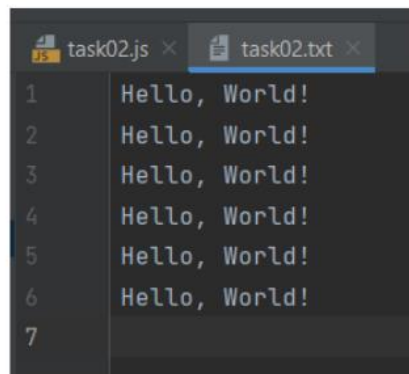 JS task02.js × task02.txt ×
1 Hello, World!
2 Hello, World!
3 Hello, World!
4 Hello, World!
5 Hello, World!
6 Hello, World!
7